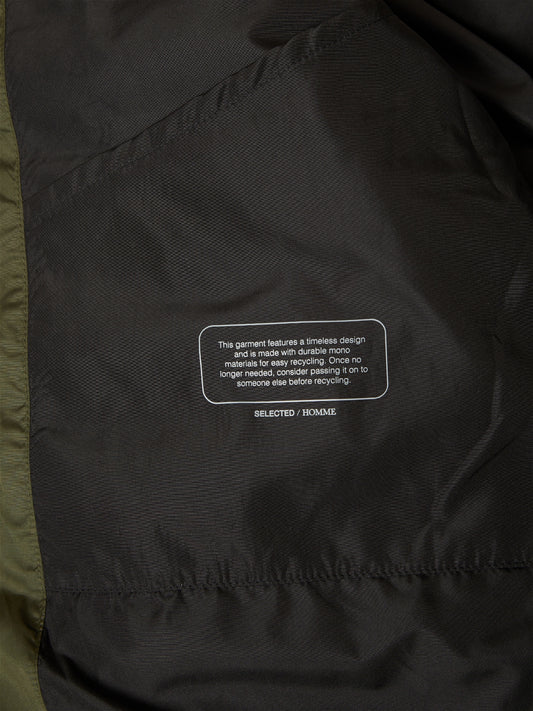 This garment features a timeless design
and is made with durable mono
materials for easy recycling. Once no
longer needed, consider passing it on to
someone else before recycling.
SELECTED / HOMME